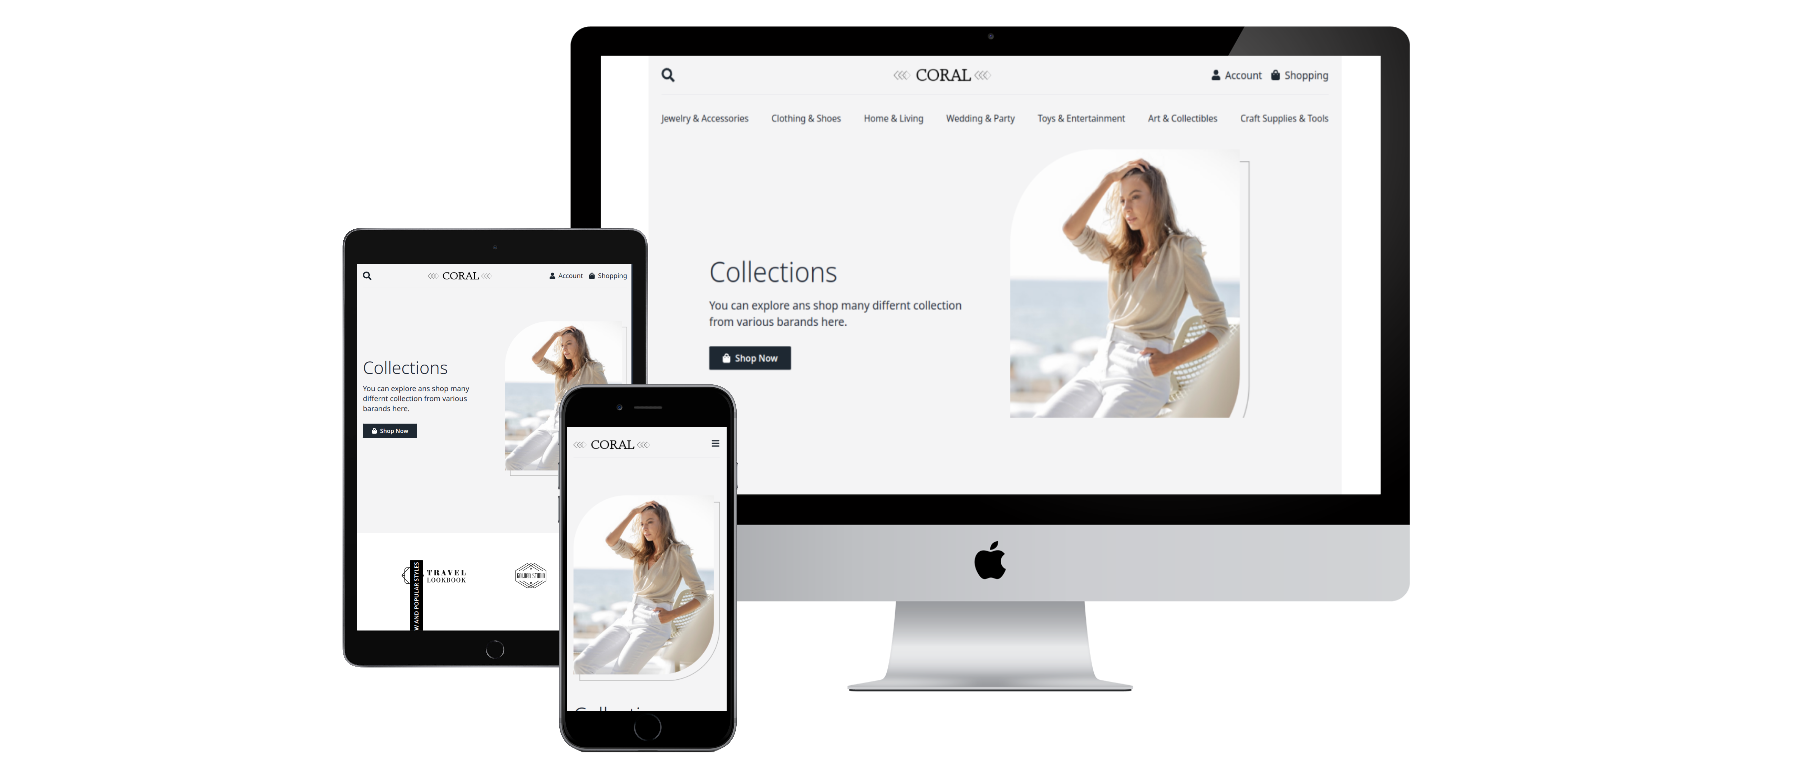 CORAL
Account Shopping
Jewelry & Accessories Clothing & Shoes Home & Living Wedding & Party Toys & Entertainment Art & Collectibles Craft Supplies & Tools
Collections
You can explore ans shop many differnt collection
from various barands here.
Shop Now
CORAL
Account Shopping
Collections
You can explore ans shop many
differnt collection from various
barands here.
Shop Now
TRAVEL
LOOKBOOK
W AND POPULAR STYLES
CORAL